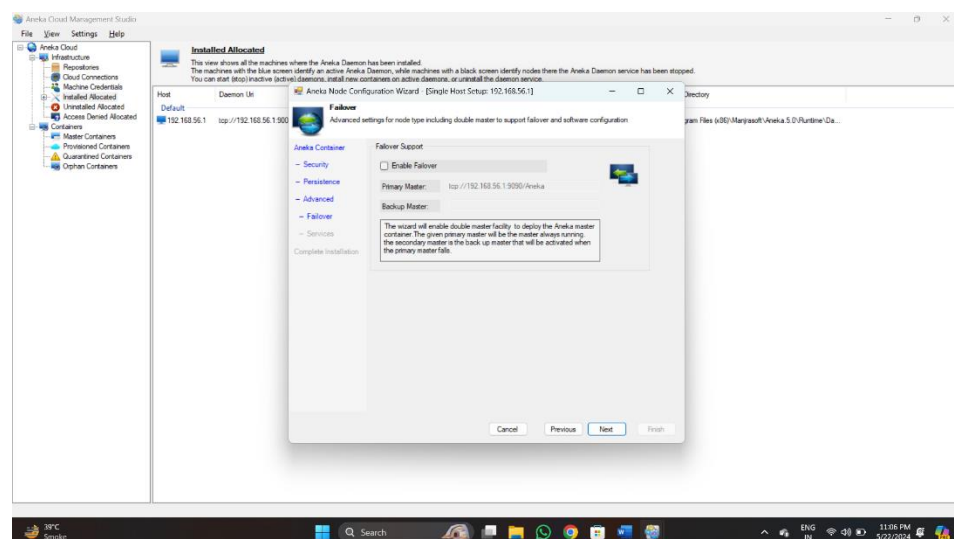 Aneka Cloud Management Studio
File View Settings Help
Aneka Cloud
Infrastructure
Repositories
Cloud Connections
Machine Credentials
Installed Allocated
Uninstalled Allocated
Access Denied Allocated
Containers
Master Containers
Provisioned Containers
Quarantined Containers
Orphan Containers
Installed Allocated
This view shows all the machines where the Aneka Daemon has been installed.
The machines with the blue screen identify an active Aneka Daemon, while machines with a black screen identify nodes there the Aneka Daemon service has been stopped.
You can start (stop) inactive (active) daemons, install new containers on active daemons, or uninstall the daemon service.
Host Daemon Uri Directory
Default
192.168.56.1 tcp://192.168.56.1:900 gram Files (x86)\Manjrasoft\Aneka.5.0\Runtime\Da...
Aneka Node Configuration Wizard - [Single Host Setup: 192.168.56.1]
Failover
Advanced settings for node type including double master to support failover and software configuration
Aneka Container
– Security
– Persistence
– Advanced
– Failover
– Services
Complete Installation
Failover Support
Enable Failover
Primary Master: tcp://192.168.56.1:9090/Aneka
Backup Master:
The wizard will enable double master facility to deploy the Aneka master
container.The given primary master will be the master always running.
the secondary master is the back up master that will be activated when
the primary master fails.
Cancel Previous Next Finish
39°C
Smoke
Search
ENG
IN
11:06 PM
5/22/2024